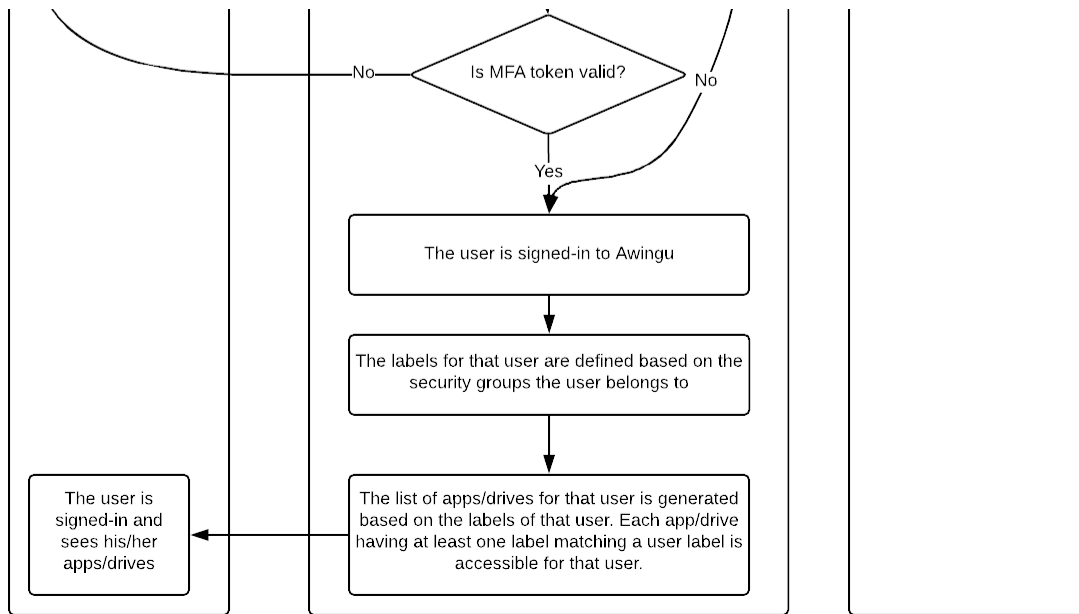 Is MFA token valid?
No
No
Yes
The user is signed-in to Awingu
The labels for that user are defined based on the
security groups the user belongs to
The user is
signed-in and
sees his/her
apps/drives
The list of apps/drives for that user is generated
based on the labels of that user. Each app/drive
having at least one label matching a user label is
accessible for that user.